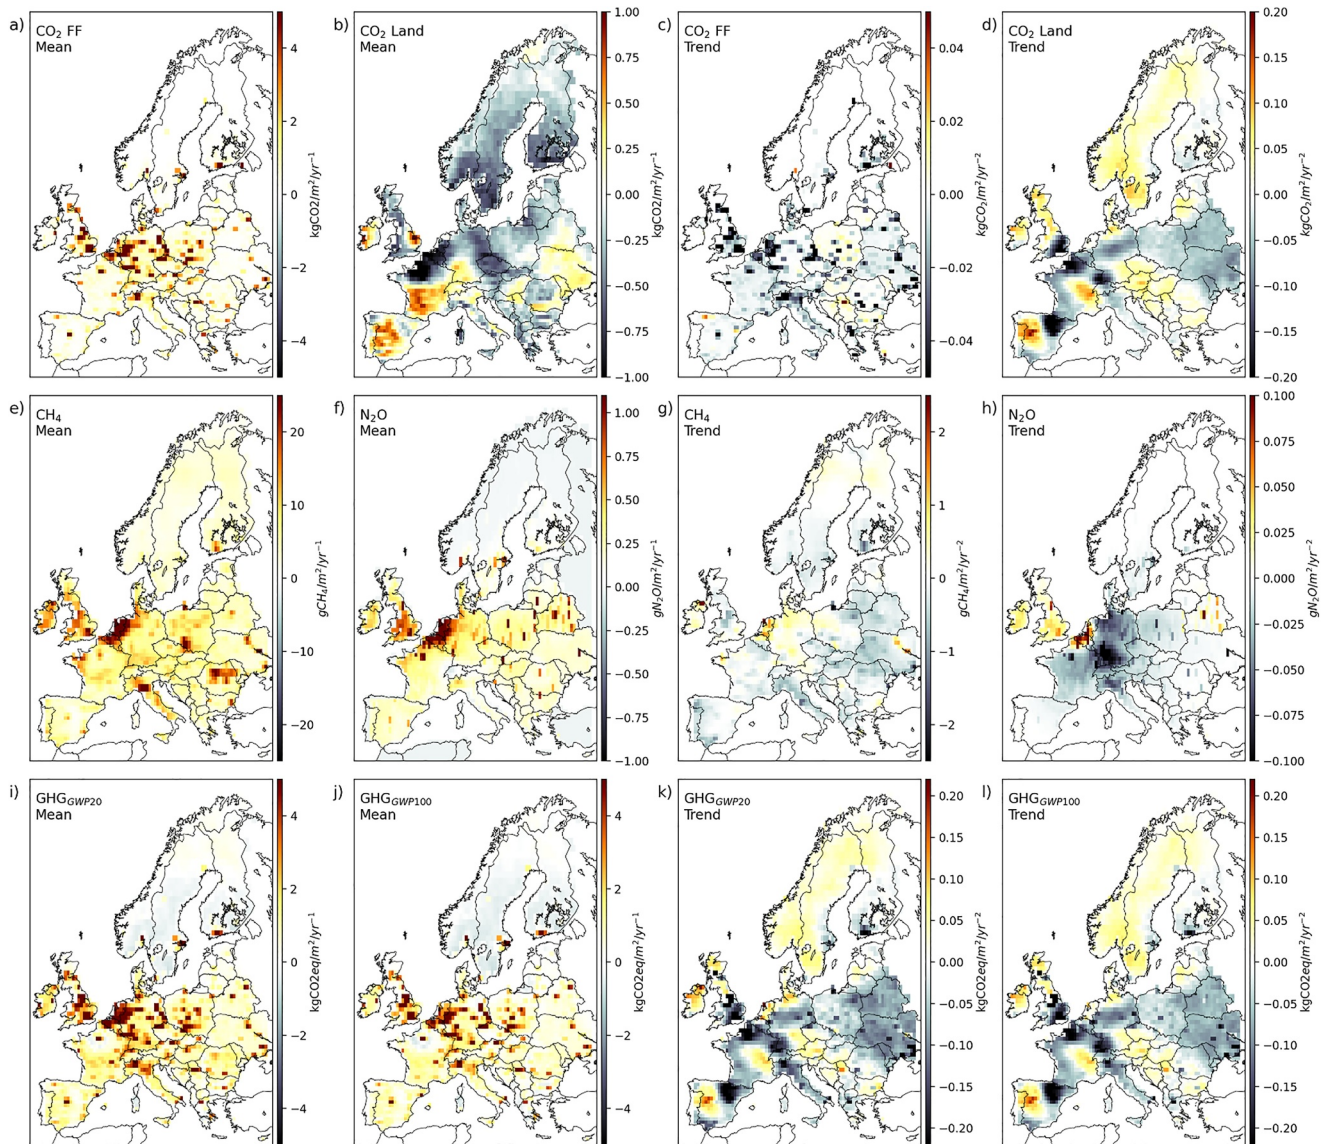 a) CO₂ FF
Mean
4
2
0
−2
−4
kgCO2/m²/yr⁻¹
b) CO₂ Land
Mean
1.00
0.75
0.50
0.25
0.00
−0.25
−0.50
−0.75
−1.00
kgCO2/m²/yr⁻¹
c) CO₂ FF
Trend
0.04
0.02
0.00
−0.02
−0.04
kgCO₂/m²/yr⁻²
d) CO₂ Land
Trend
0.20
0.15
0.10
0.05
0.00
−0.05
−0.10
−0.15
−0.20
kgCO₂/m²/yr⁻²
e) CH₄
Mean
20
10
0
−10
−20
gCH₄/m²/yr⁻¹
f) N₂O
Mean
1.00
0.75
0.50
0.25
0.00
−0.25
−0.50
−0.75
−1.00
gN₂O/m²/yr⁻¹
g) CH₄
Trend
2
1
0
−1
−2
gCH₄/m²/yr⁻²
h) N₂O
Trend
0.100
0.075
0.050
0.025
0.000
−0.025
−0.050
−0.075
−0.100
gN₂O/m²/yr⁻²
i) GHG_GWP20
Mean
4
2
0
−2
−4
kgCO2eq/m²/yr⁻¹
j) GHG_GWP100
Mean
4
2
0
−2
−4
kgCO2eq/m²/yr⁻¹
k) GHG_GWP20
Trend
0.20
0.15
0.10
0.05
0.00
−0.05
−0.10
−0.15
−0.20
kgCO2eq/m²/yr⁻²
l) GHG_GWP100
Trend
0.20
0.15
0.10
0.05
0.00
−0.05
−0.10
−0.15
−0.20
kgCO2eq/m²/yr⁻²